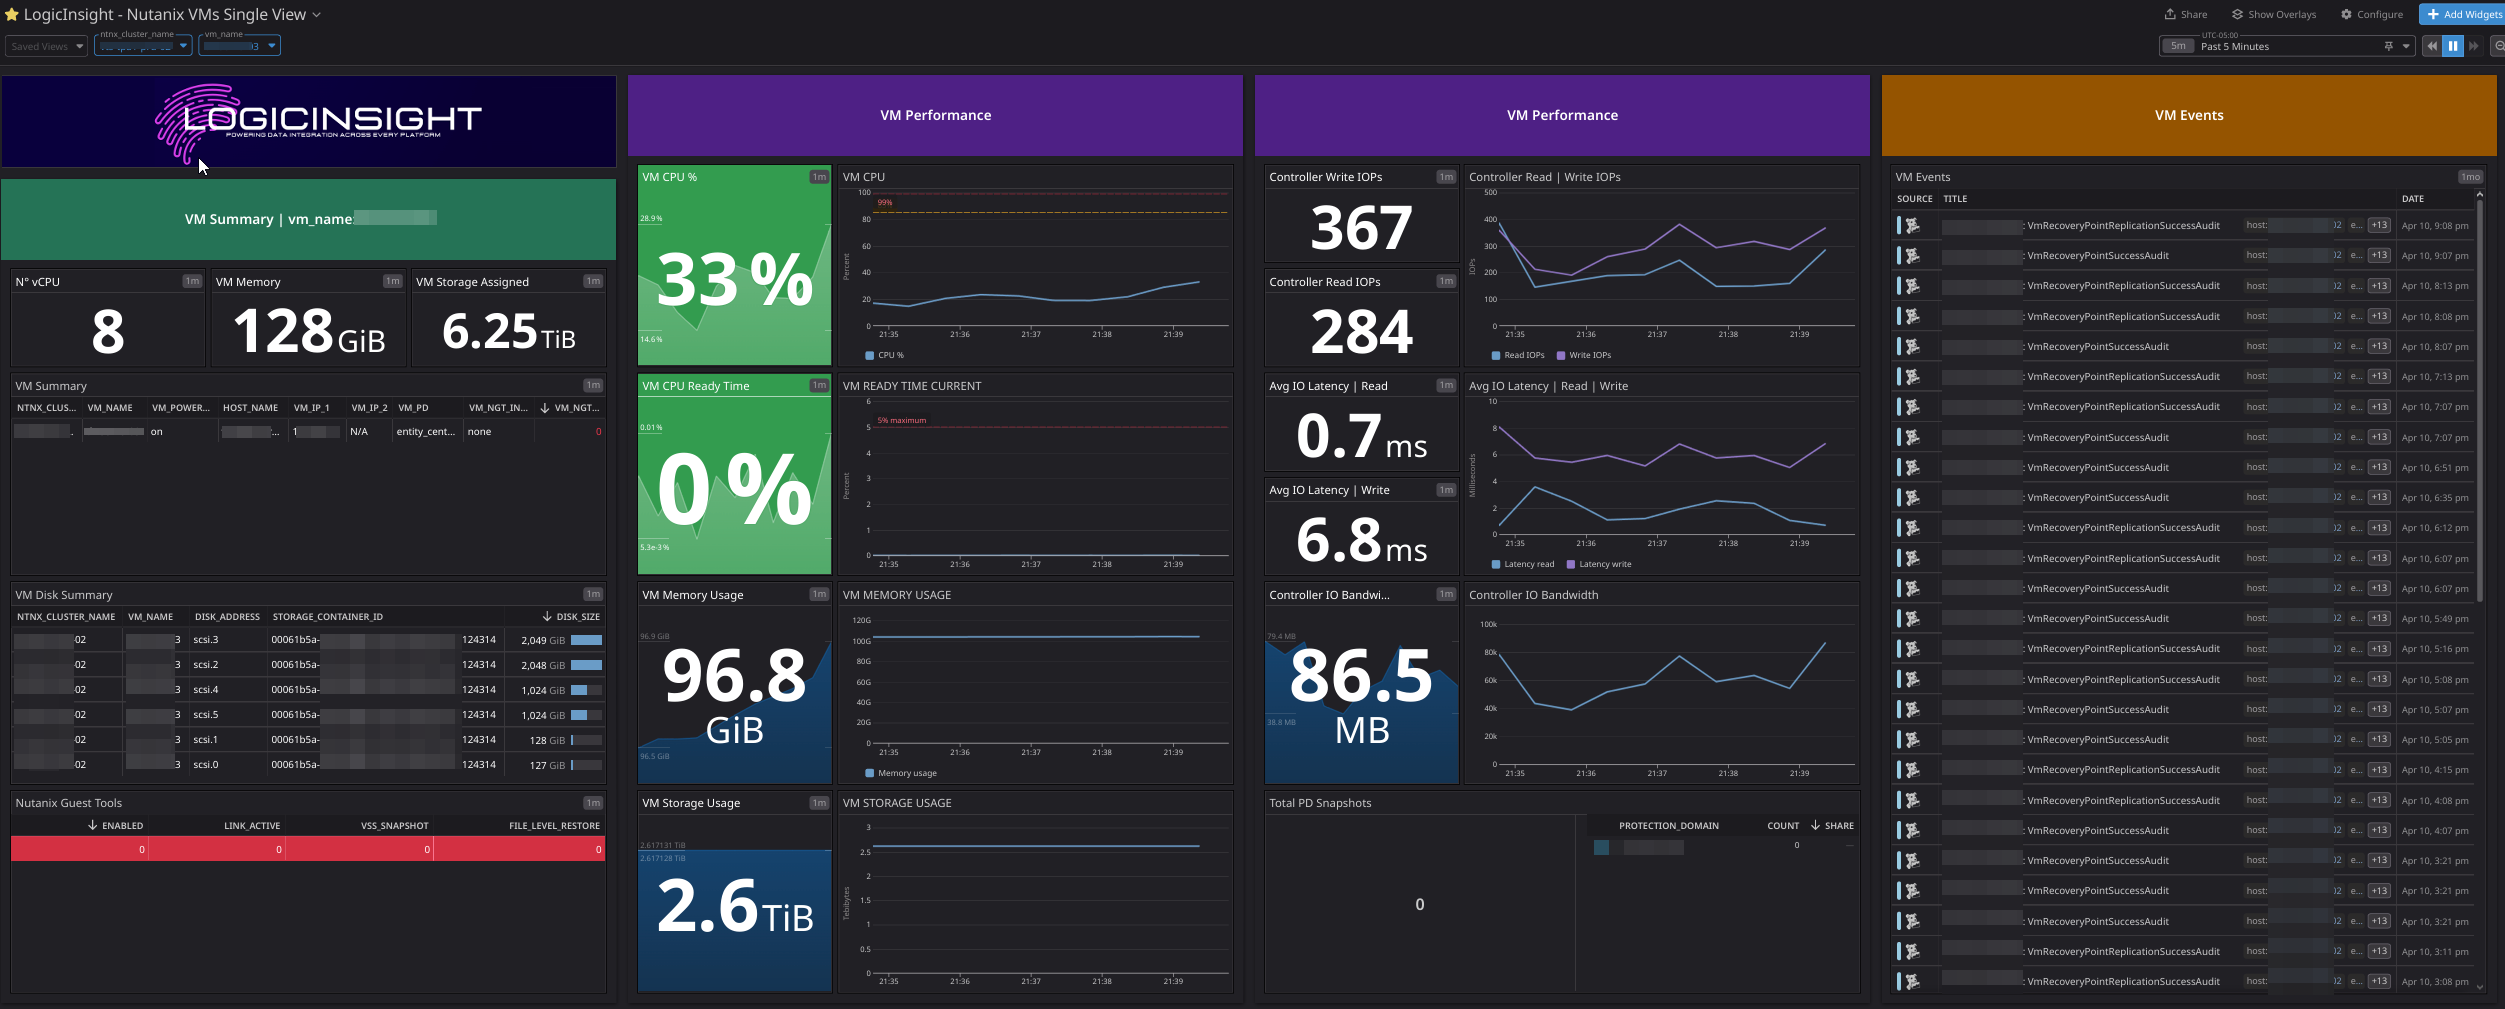 LogicInsight - Nutanix VMs Single View
Share
Show Overlays
Configure
+ Add Widgets
Saved Views
ntnx_cluster_name
vm_name
3
UTC-05:00
5m Past 5 Minutes
LOGICINSIGHT
POWERING DATA INTEGRATION ACROSS EVERY PLATFORM
VM Summary | vm_name:
N° vCPU 1m
8
VM Memory 1m
128 GiB
VM Storage Assigned 1m
6.25 TiB
VM Summary 1m
NTNX_CLUS... VM_NAME VM_POWER... HOST_NAME VM_IP_1 VM_IP_2 VM_PD VM_NGT_IN... VM_NGT...
on ... 1 N/A entity_cent... none 0
VM Disk Summary 1m
NTNX_CLUSTER_NAME VM_NAME DISK_ADDRESS STORAGE_CONTAINER_ID DISK_SIZE
-02 3 scsi.3 00061b5a- 124314 2,049 GiB
-02 3 scsi.2 00061b5a- 124314 2,048 GiB
-02 3 scsi.4 00061b5a- 124314 1,024 GiB
-02 3 scsi.5 00061b5a- 124314 1,024 GiB
-02 3 scsi.1 00061b5a- 124314 128 GiB
-02 3 scsi.0 00061b5a- 124314 127 GiB
Nutanix Guest Tools 1m
ENABLED LINK_ACTIVE VSS_SNAPSHOT FILE_LEVEL_RESTORE
0 0 0 0
VM Performance
VM CPU % 1m
28.9%
33 %
14.6%
VM CPU
Percent
100
80
60
40
20
0
99%
21:35 21:36 21:37 21:38 21:39
CPU %
VM CPU Ready Time 1m
0.01%
0 %
5.3e-3%
VM READY TIME CURRENT
Percent
6
5
4
3
2
1
0
5% maximum
21:35 21:36 21:37 21:38 21:39
VM Memory Usage 1m
96.9 GiB
96.8
GiB
96.5 GiB
VM MEMORY USAGE
120G
100G
80G
60G
40G
20G
0
21:35 21:36 21:37 21:38 21:39
Memory usage
VM Storage Usage 1m
2.617131 TiB
2.617128 TiB
2.6 TiB
VM STORAGE USAGE
Tebibytes
3
2.5
2
1.5
1
0.5
0
21:35 21:36 21:37 21:38 21:39
VM Performance
Controller Write IOPs 1m
367
Controller Read IOPs 1m
284
Controller Read | Write IOPs
IOPs
500
400
300
200
100
0
21:35 21:36 21:37 21:38 21:39
Read IOPs Write IOPs
Avg IO Latency | Read 1m
0.7 ms
Avg IO Latency | Write 1m
6.8 ms
Avg IO Latency | Read | Write
Milliseconds
10
8
6
4
2
0
21:35 21:36 21:37 21:38 21:39
Latency read Latency write
Controller IO Bandwi... 1m
79.4 MB
86.5
MB
38.8 MB
Controller IO Bandwidth
100k
80k
60k
40k
20k
0
21:35 21:36 21:37 21:38 21:39
Total PD Snapshots
0
PROTECTION_DOMAIN COUNT SHARE
0 —
VM Events
VM Events 1mo
SOURCE TITLE DATE
: VmRecoveryPointReplicationSuccessAudit host: 02 e... +13 Apr 10, 9:08 pm
: VmRecoveryPointSuccessAudit host: 02 e... +13 Apr 10, 9:07 pm
: VmRecoveryPointReplicationSuccessAudit host: 02 e... +13 Apr 10, 8:13 pm
: VmRecoveryPointReplicationSuccessAudit host: 02 e... +13 Apr 10, 8:08 pm
: VmRecoveryPointSuccessAudit host: 02 e... +13 Apr 10, 8:07 pm
: VmRecoveryPointReplicationSuccessAudit host: 02 e... +13 Apr 10, 7:13 pm
: VmRecoveryPointReplicationSuccessAudit host: 02 e... +13 Apr 10, 7:07 pm
: VmRecoveryPointSuccessAudit host: 02 e... +13 Apr 10, 7:07 pm
: VmRecoveryPointSuccessAudit host: 02 e... +13 Apr 10, 6:51 pm
: VmRecoveryPointSuccessAudit host: 02 e... +13 Apr 10, 6:35 pm
: VmRecoveryPointReplicationSuccessAudit host: 02 e... +13 Apr 10, 6:12 pm
: VmRecoveryPointReplicationSuccessAudit host: 02 e... +13 Apr 10, 6:07 pm
: VmRecoveryPointSuccessAudit host: 02 e... +13 Apr 10, 6:07 pm
: VmRecoveryPointSuccessAudit host: 02 e... +13 Apr 10, 5:49 pm
: VmRecoveryPointReplicationSuccessAudit host: 02 e... +13 Apr 10, 5:16 pm
: VmRecoveryPointReplicationSuccessAudit host: 02 e... +13 Apr 10, 5:08 pm
: VmRecoveryPointSuccessAudit host: 02 e... +13 Apr 10, 5:07 pm
: VmRecoveryPointSuccessAudit host: 02 e... +13 Apr 10, 5:05 pm
: VmRecoveryPointReplicationSuccessAudit host: 02 e... +13 Apr 10, 4:15 pm
: VmRecoveryPointReplicationSuccessAudit host: 02 e... +13 Apr 10, 4:08 pm
: VmRecoveryPointSuccessAudit host: 02 e... +13 Apr 10, 4:07 pm
: VmRecoveryPointSuccessAudit host: 02 e... +13 Apr 10, 3:21 pm
: VmRecoveryPointSuccessAudit host: 02 e... +13 Apr 10, 3:21 pm
: VmRecoveryPointSuccessAudit host: 02 e... +13 Apr 10, 3:21 pm
: VmRecoveryPointReplicationSuccessAudit host: 02 e... +13 Apr 10, 3:11 pm
: VmRecoveryPointReplicationSuccessAudit host: 02 e... +13 Apr 10, 3:08 pm